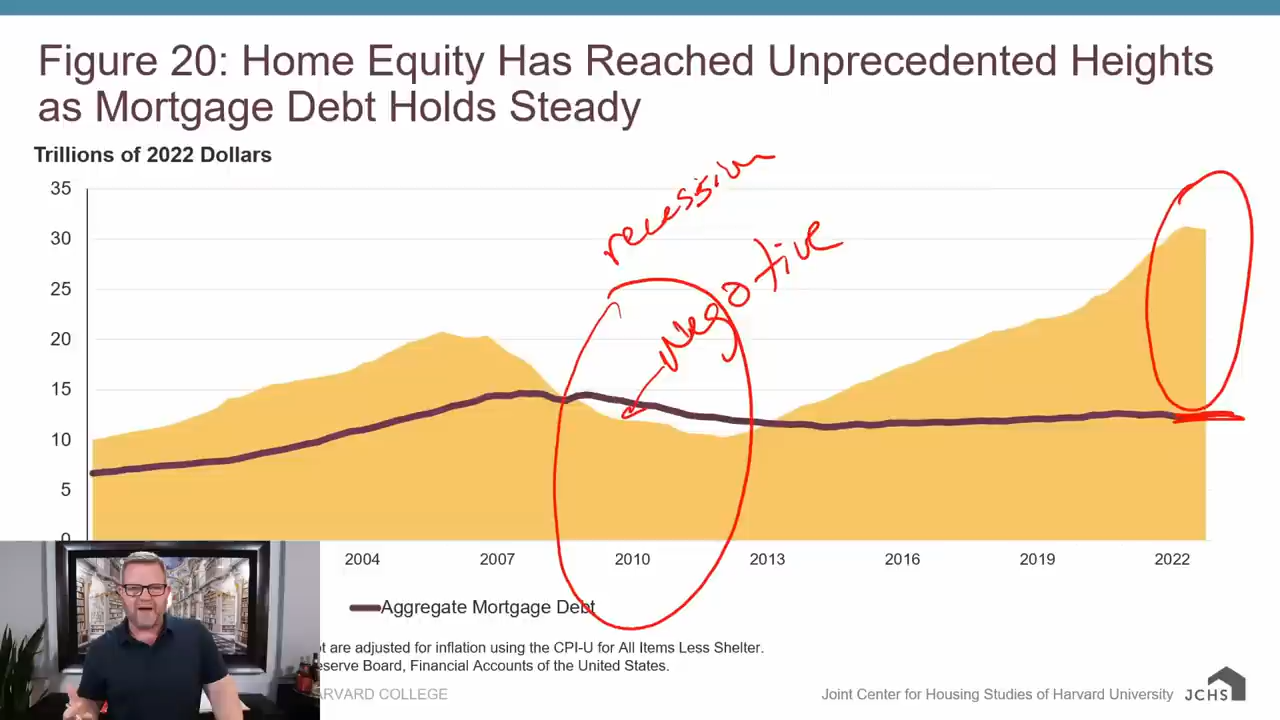 Figure 20: Home Equity Has Reached Unprecedented Heights
as Mortgage Debt Holds Steady
Trillions of 2022 Dollars
recession
negative
35
30
25
20
15
10
5
0
2004
2007
2010
2013
2016
2019
2022
Aggregate Mortgage Debt
t are adjusted for inflation using the CPI-U for All Items Less Shelter.
serve Board, Financial Accounts of the United States.
ARVARD COLLEGE
Joint Center for Housing Studies of Harvard University
JCHS